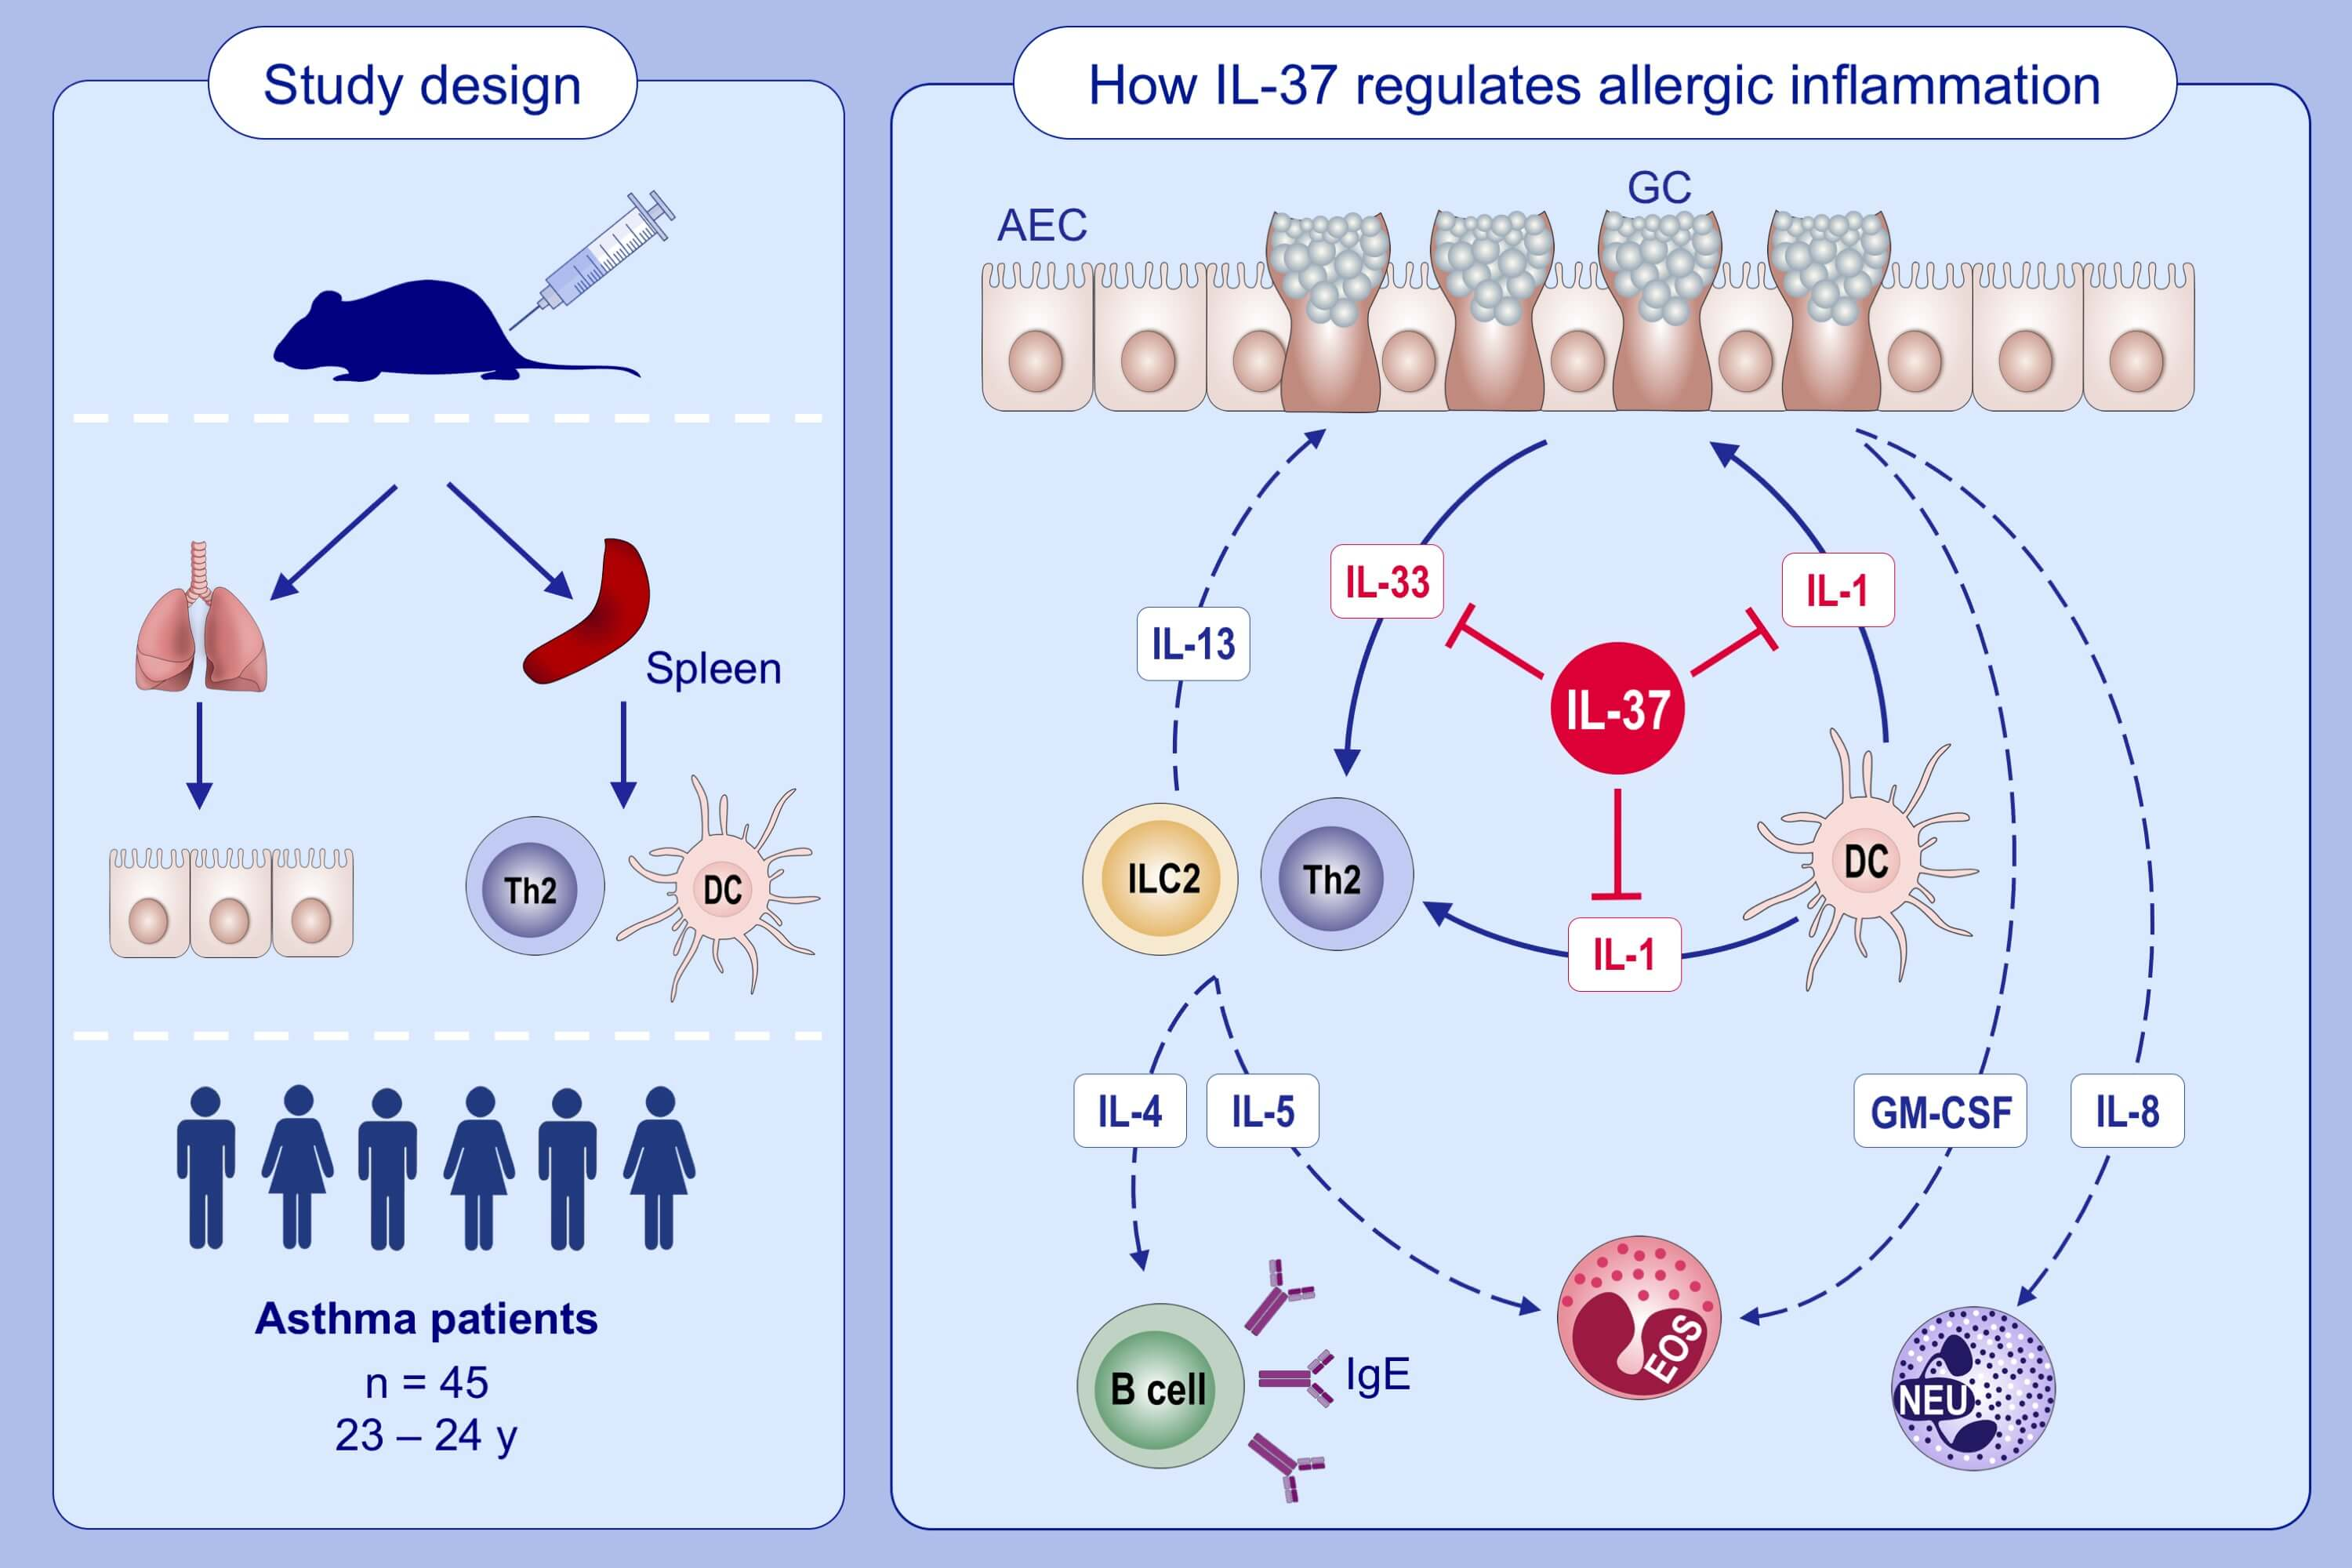 Study design
Spleen
Th2
DC
Asthma patients
n = 45
23 – 24 y
How IL-37 regulates allergic inflammation
GC
AEC
IL-33
IL-1
IL-13
IL-37
ILC2
Th2
DC
IL-1
IL-4
IL-5
GM-CSF
IL-8
EOS
B cell
IgE
NEU